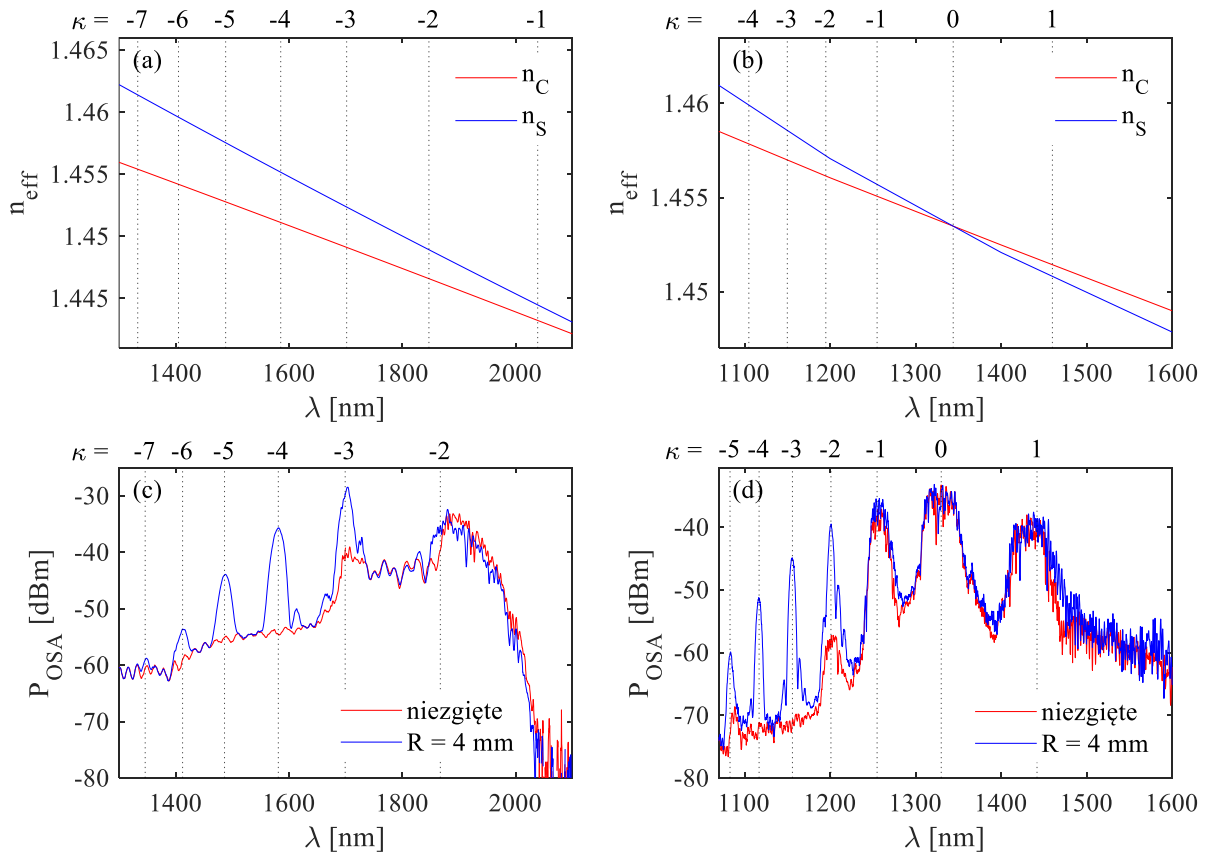 κ = -7 -6 -5 -4 -3 -2 -1
(a)
n_C
n_S
1.465
1.46
1.455
1.45
1.445
n_eff
1400 1600 1800 2000
λ [nm]
κ = -4 -3 -2 -1 0 1
(b)
n_C
n_S
1.46
1.455
1.45
n_eff
1100 1200 1300 1400 1500 1600
λ [nm]
κ = -7 -6 -5 -4 -3 -2
(c)
-30
-40
-50
-60
-70
-80
P_OSA [dBm]
niezgięte
R = 4 mm
1400 1600 1800 2000
λ [nm]
κ = -5 -4 -3 -2 -1 0 1
(d)
-40
-60
-80
P_OSA [dBm]
niezgięte
R = 4 mm
1100 1200 1300 1400 1500 1600
λ [nm]